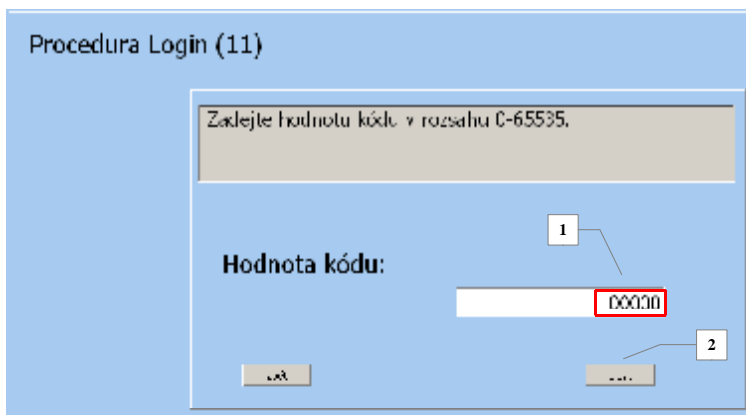 Procedura Login (11)
Zadejte hodnotu kódu v rozsahu 0-65535.
1
Hodnota kódu:
00000
2